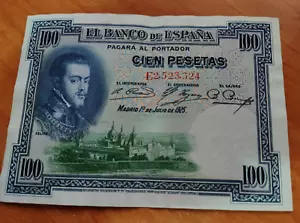 100 EL BANCO DE ESPAÑA 100
PAGARÁ AL PORTADOR
CIEN PESETAS
E2,523,324
EL INTERVENTOR EL GOBERNADOR EL CAJERO
MADRID 1º DE JULIO DE 1925.
FELIPE
100 100